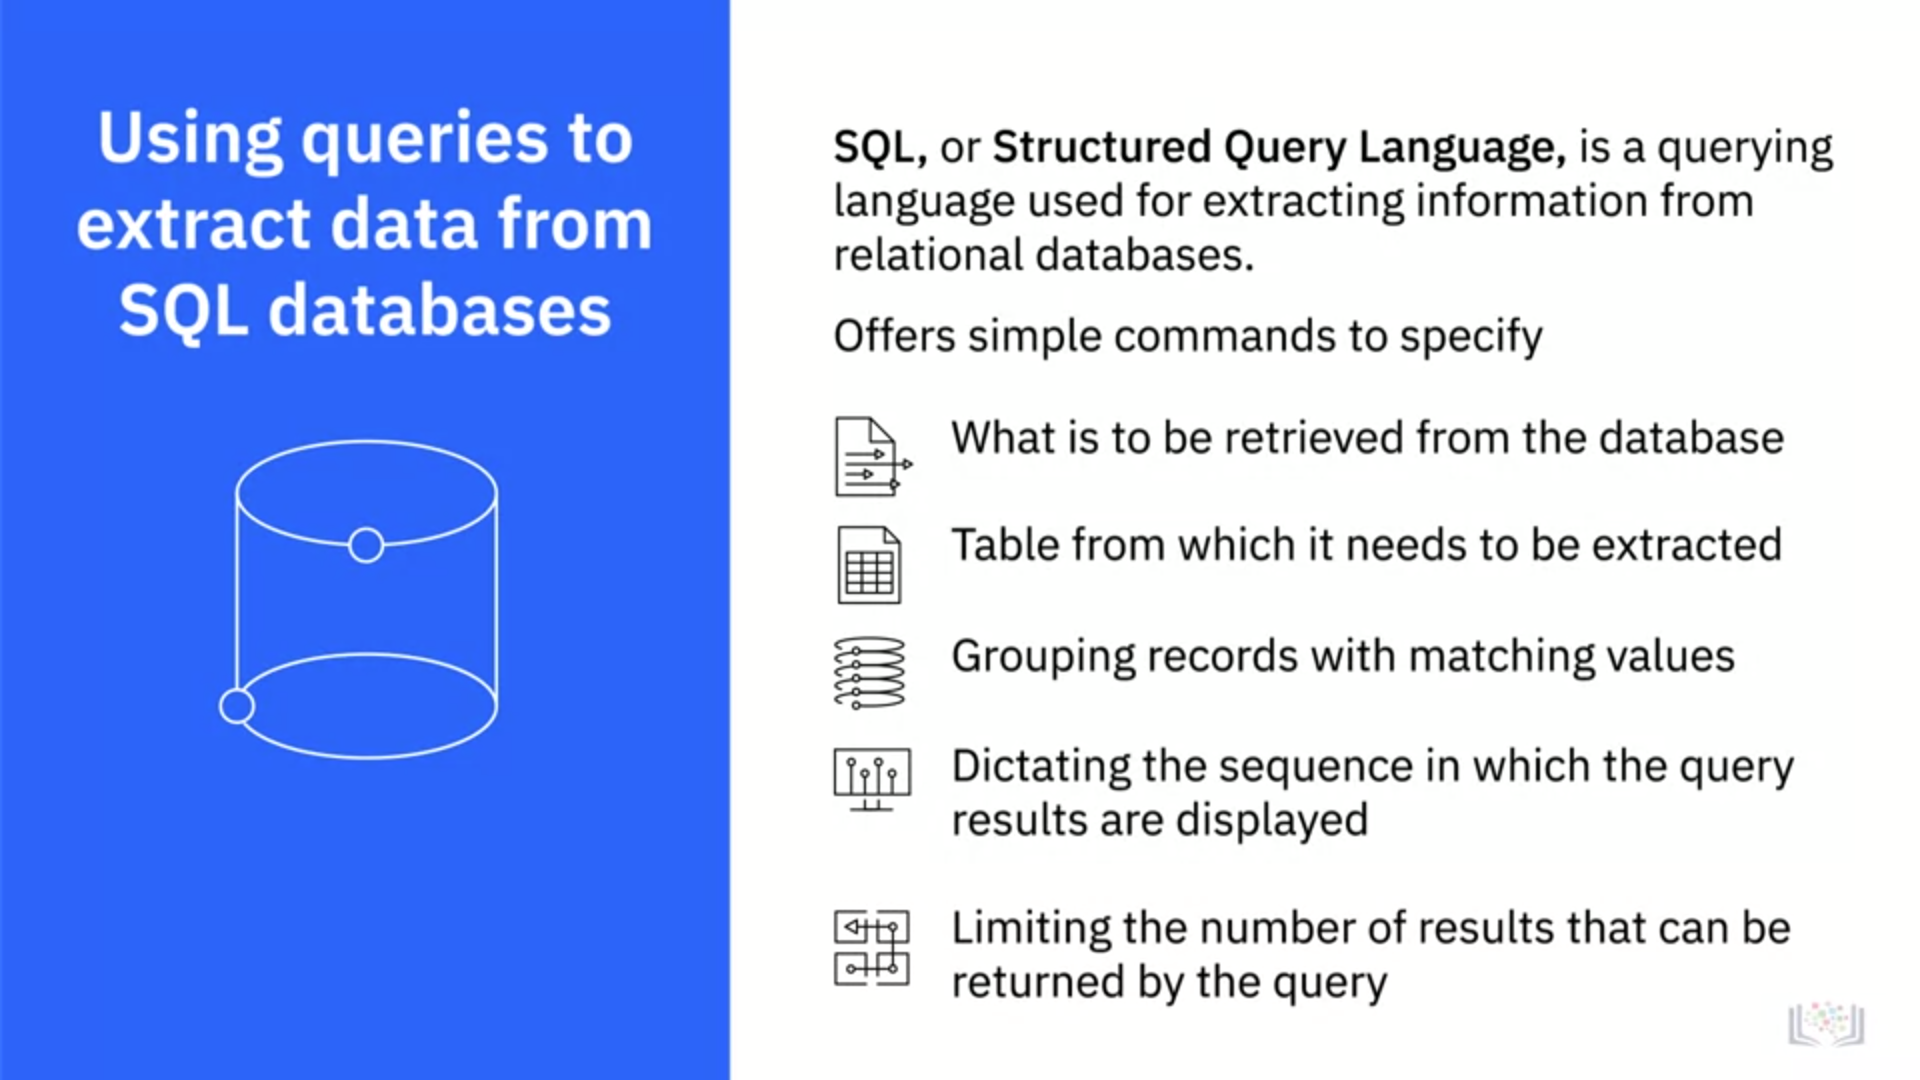 Using queries to
extract data from
SQL databases
SQL, or Structured Query Language, is a querying
language used for extracting information from
relational databases.
Offers simple commands to specify
What is to be retrieved from the database
Table from which it needs to be extracted
Grouping records with matching values
Dictating the sequence in which the query
results are displayed
Limiting the number of results that can be
returned by the query